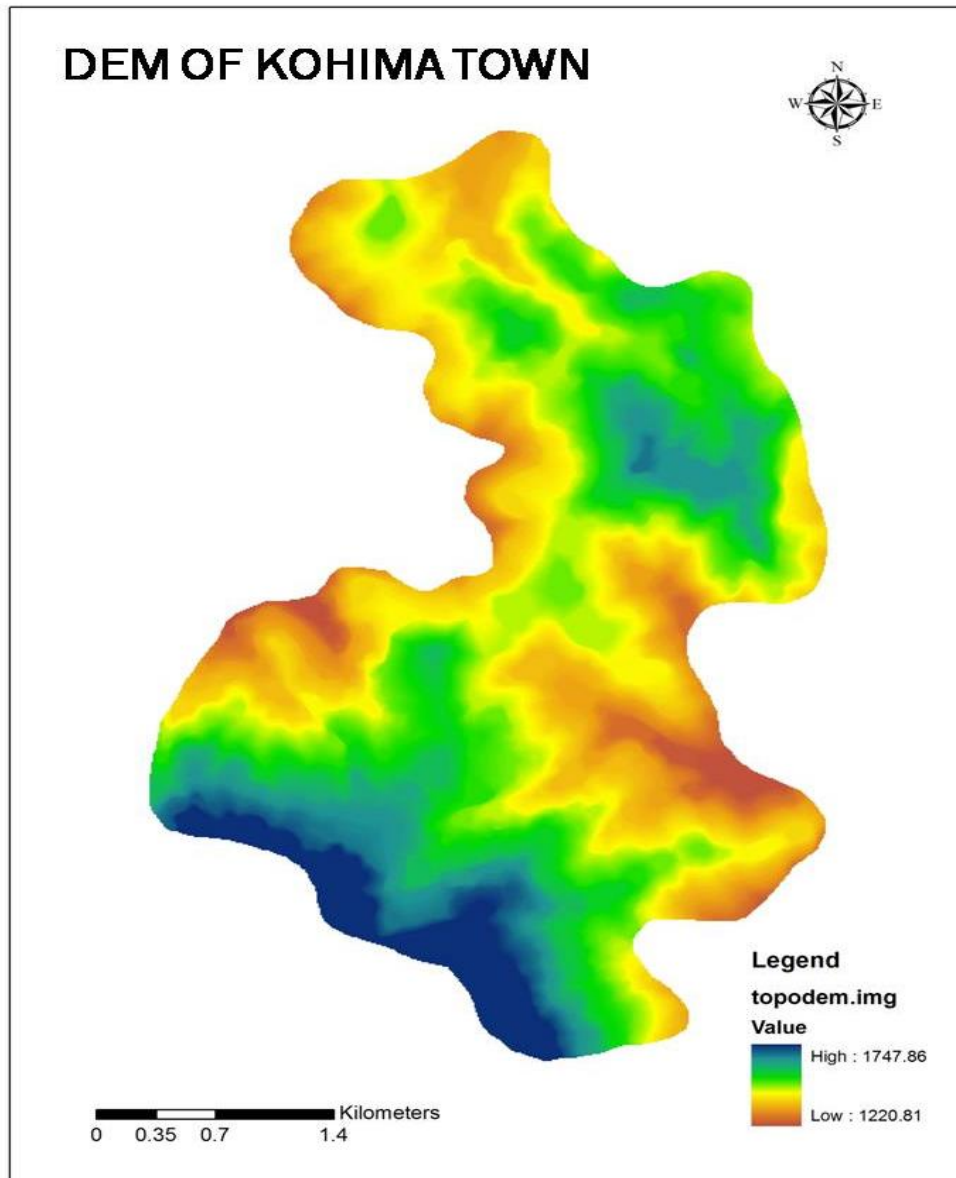 DEM OF KOHIMA TOWN
N
W E
S
Legend
topodem.img
Value
High : 1747.86
Low : 1220.81
Kilometers
0 0.35 0.7 1.4